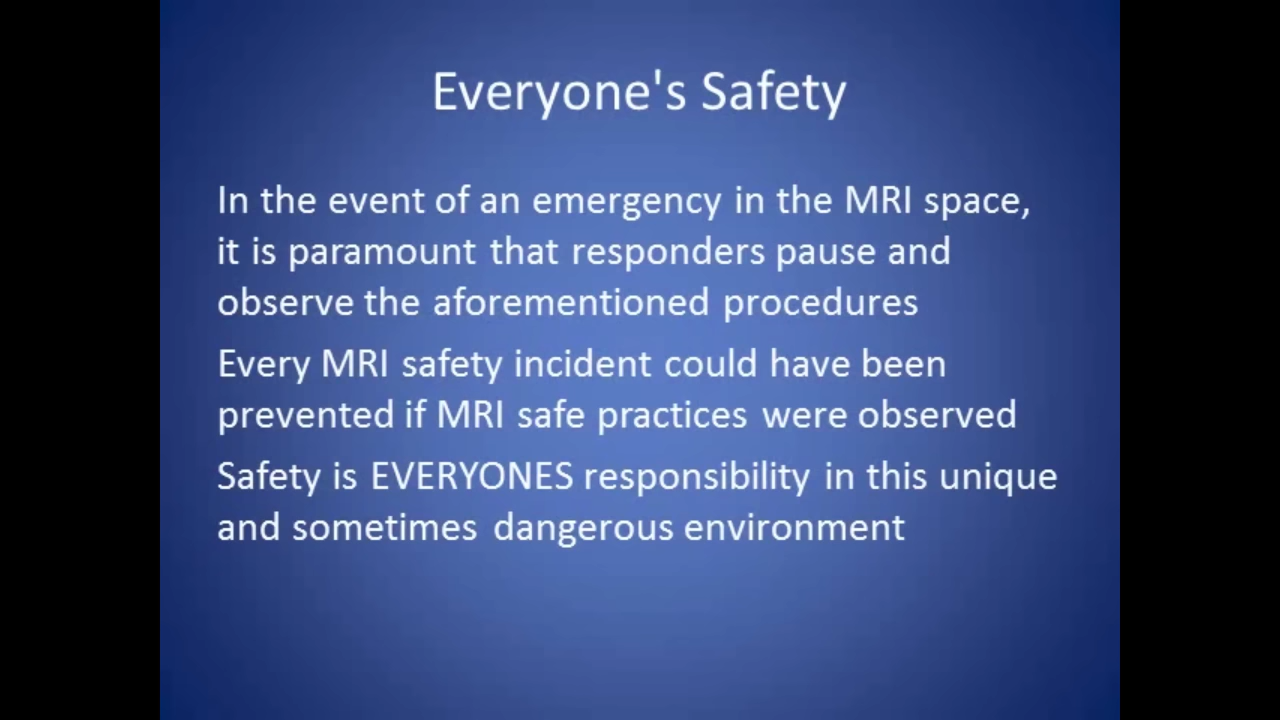 Everyone's Safety
In the event of an emergency in the MRI space,
it is paramount that responders pause and
observe the aforementioned procedures
Every MRI safety incident could have been
prevented if MRI safe practices were observed
Safety is EVERYONES responsibility in this unique
and sometimes dangerous environment